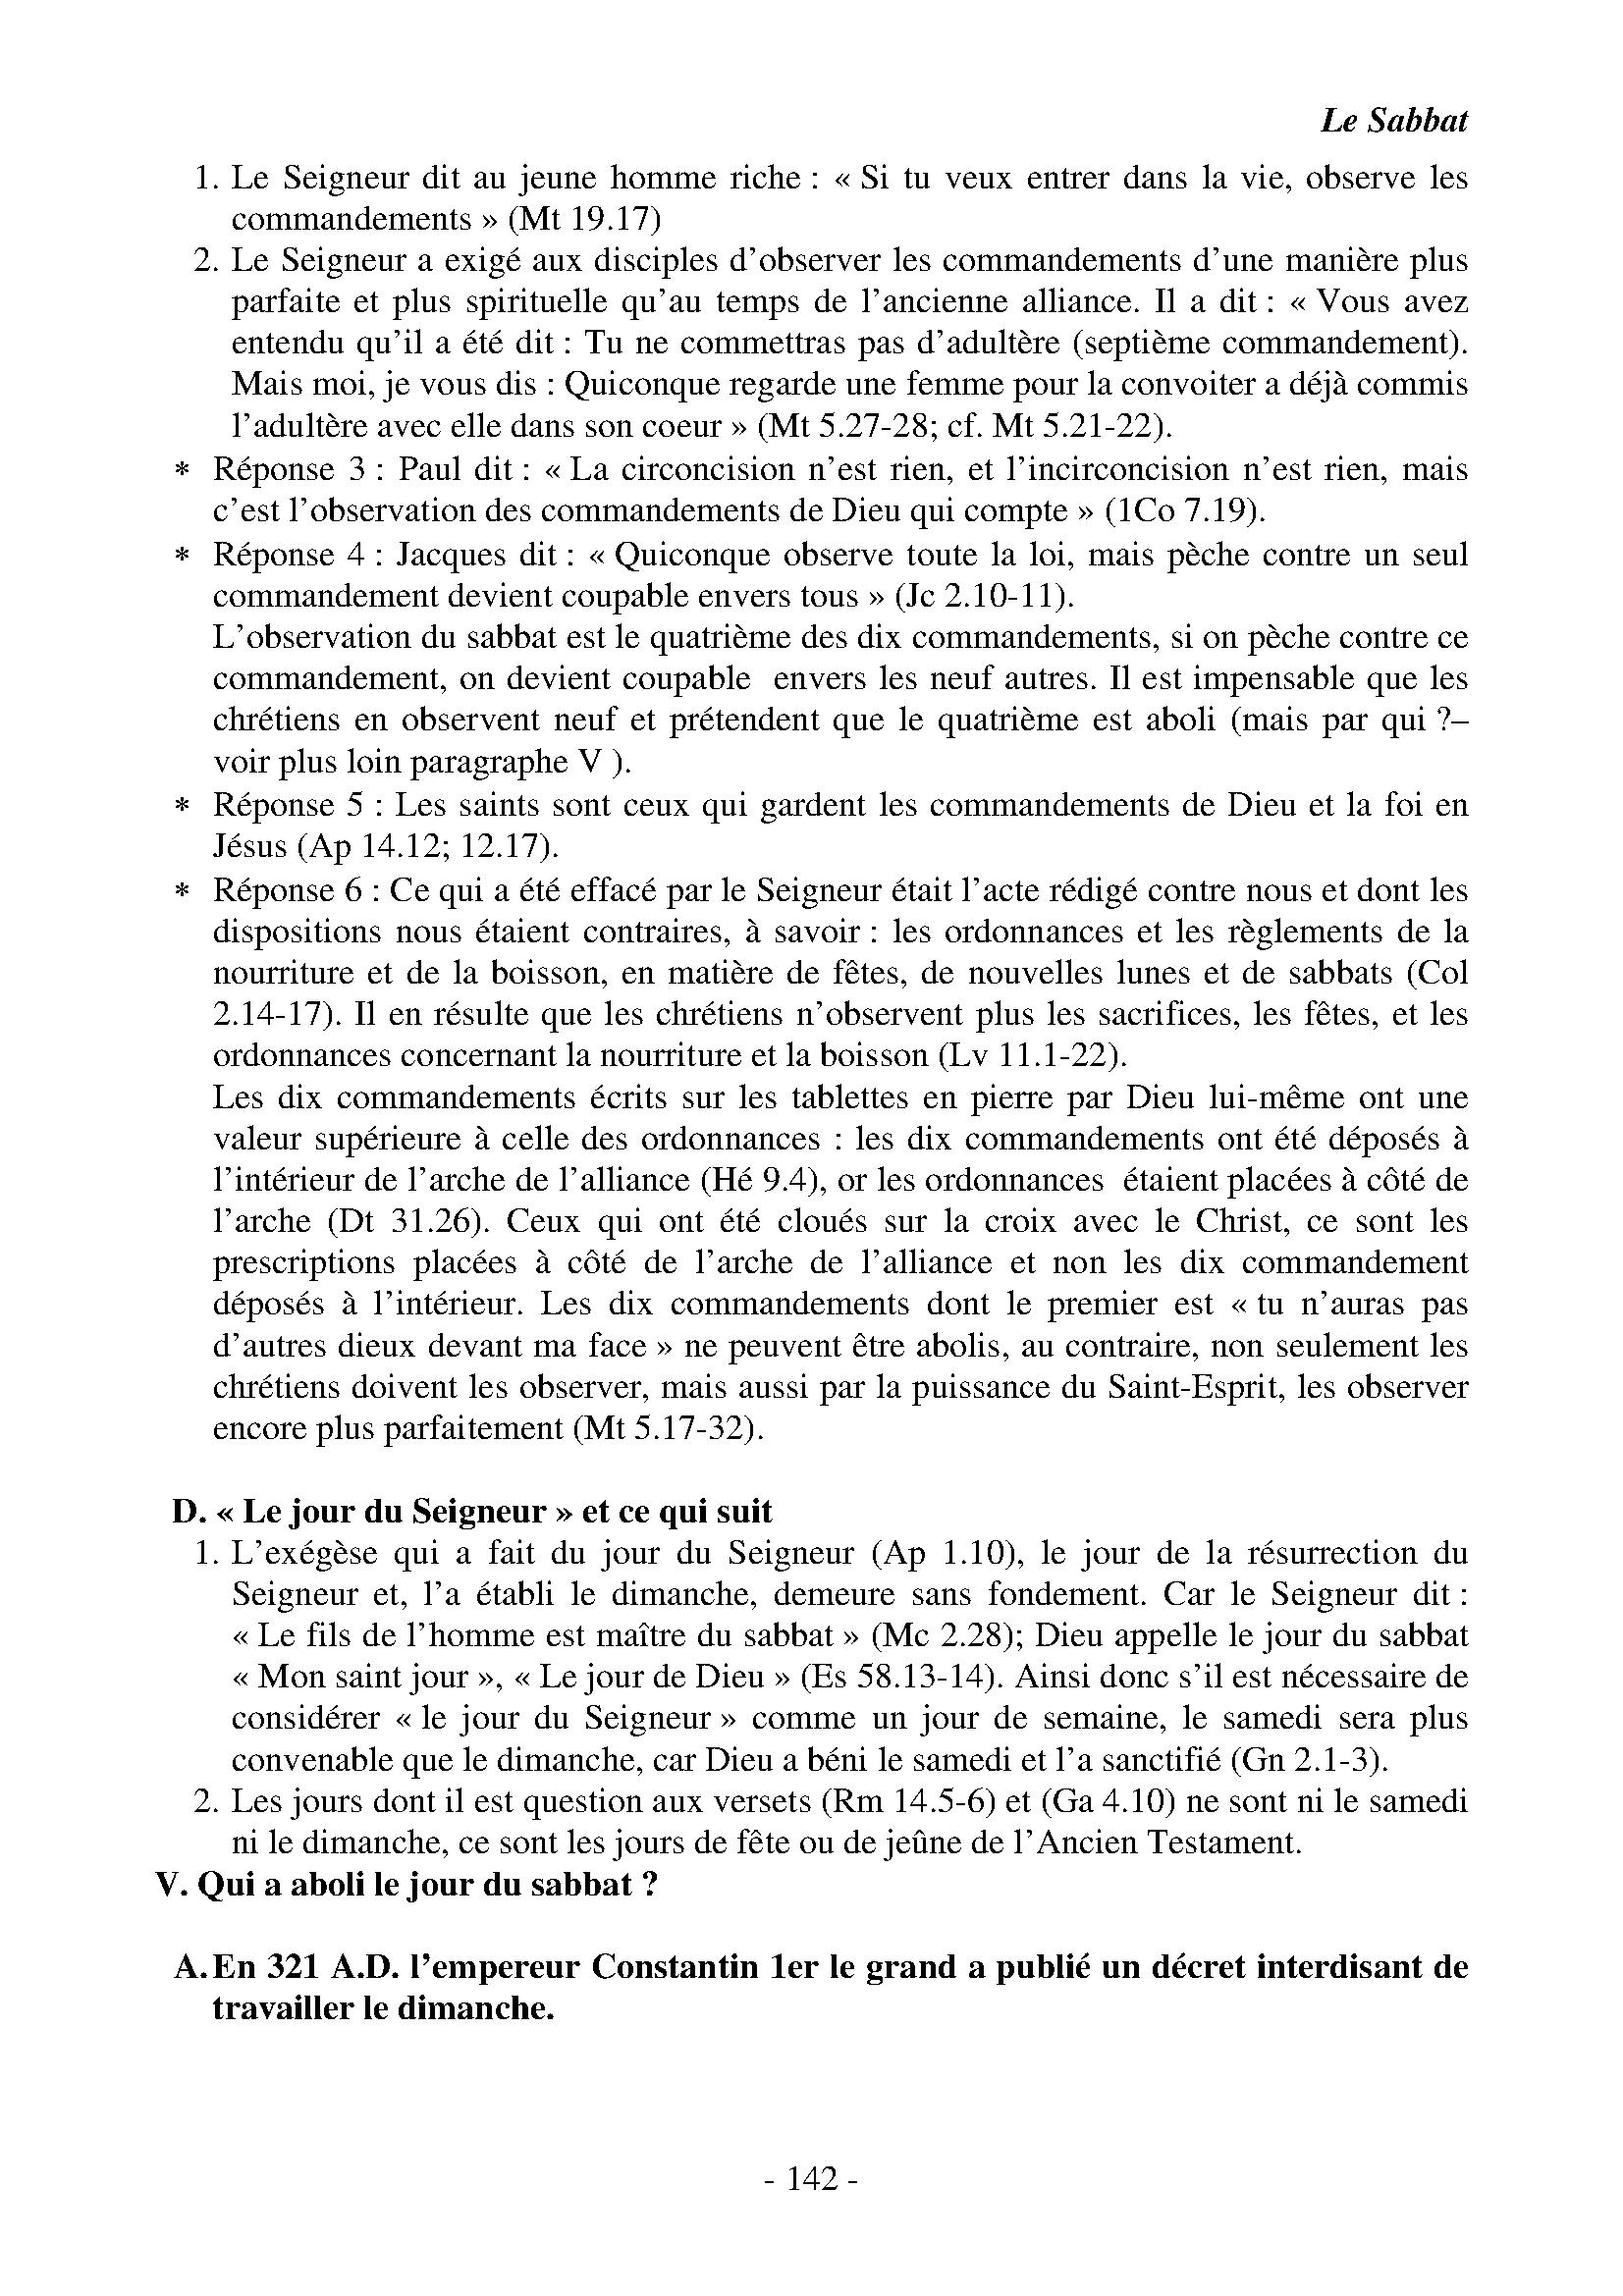 Le Sabbat
1. Le Seigneur dit au jeune homme riche : « Si tu veux entrer dans la vie, observe les
commandements » (Mt 19.17)
2. Le Seigneur a exigé aux disciples d’observer les commandements d’une manière plus
parfaite et plus spirituelle qu’au temps de l’ancienne alliance. Il a dit : « Vous avez
entendu qu’il a été dit : Tu ne commettras pas d’adultère (septième commandement).
Mais moi, je vous dis : Quiconque regarde une femme pour la convoiter a déjà commis
l’adultère avec elle dans son coeur » (Mt 5.27-28; cf. Mt 5.21-22).
* Réponse 3 : Paul dit : « La circoncision n’est rien, et l’incirconcision n’est rien, mais
c’est l’observation des commandements de Dieu qui compte » (1Co 7.19).
* Réponse 4 : Jacques dit : « Quiconque observe toute la loi, mais pèche contre un seul
commandement devient coupable envers tous » (Jc 2.10-11).
L’observation du sabbat est le quatrième des dix commandements, si on pèche contre ce
commandement, on devient coupable  envers les neuf autres. Il est impensable que les
chrétiens en observent neuf et prétendent que le quatrième est aboli (mais par qui ?–
voir plus loin paragraphe V ).
* Réponse 5 : Les saints sont ceux qui gardent les commandements de Dieu et la foi en
Jésus (Ap 14.12; 12.17).
* Réponse 6 : Ce qui a été effacé par le Seigneur était l’acte rédigé contre nous et dont les
dispositions nous étaient contraires, à savoir : les ordonnances et les règlements de la
nourriture et de la boisson, en matière de fêtes, de nouvelles lunes et de sabbats (Col
2.14-17). Il en résulte que les chrétiens n’observent plus les sacrifices, les fêtes, et les
ordonnances concernant la nourriture et la boisson (Lv 11.1-22).
Les dix commandements écrits sur les tablettes en pierre par Dieu lui-même ont une
valeur supérieure à celle des ordonnances : les dix commandements ont été déposés à
l’intérieur de l’arche de l’alliance (Hé 9.4), or les ordonnances  étaient placées à côté de
l’arche (Dt 31.26). Ceux qui ont été cloués sur la croix avec le Christ, ce sont les
prescriptions placées à côté de l’arche de l’alliance et non les dix commandement
déposés à l’intérieur. Les dix commandements dont le premier est « tu n’auras pas
d’autres dieux devant ma face » ne peuvent être abolis, au contraire, non seulement les
chrétiens doivent les observer, mais aussi par la puissance du Saint-Esprit, les observer
encore plus parfaitement (Mt 5.17-32).
D. « Le jour du Seigneur » et ce qui suit
1. L’exégèse qui a fait du jour du Seigneur (Ap 1.10), le jour de la résurrection du
Seigneur et, l’a établi le dimanche, demeure sans fondement. Car le Seigneur dit :
« Le fils de l’homme est maître du sabbat » (Mc 2.28); Dieu appelle le jour du sabbat
« Mon saint jour », « Le jour de Dieu » (Es 58.13-14). Ainsi donc s’il est nécessaire de
considérer « le jour du Seigneur » comme un jour de semaine, le samedi sera plus
convenable que le dimanche, car Dieu a béni le samedi et l’a sanctifié (Gn 2.1-3).
2. Les jours dont il est question aux versets (Rm 14.5-6) et (Ga 4.10) ne sont ni le samedi
ni le dimanche, ce sont les jours de fête ou de jeûne de l’Ancien Testament.
V. Qui a aboli le jour du sabbat ?
A. En 321 A.D. l’empereur Constantin 1er le grand a publié un décret interdisant de
travailler le dimanche.
- 142 -